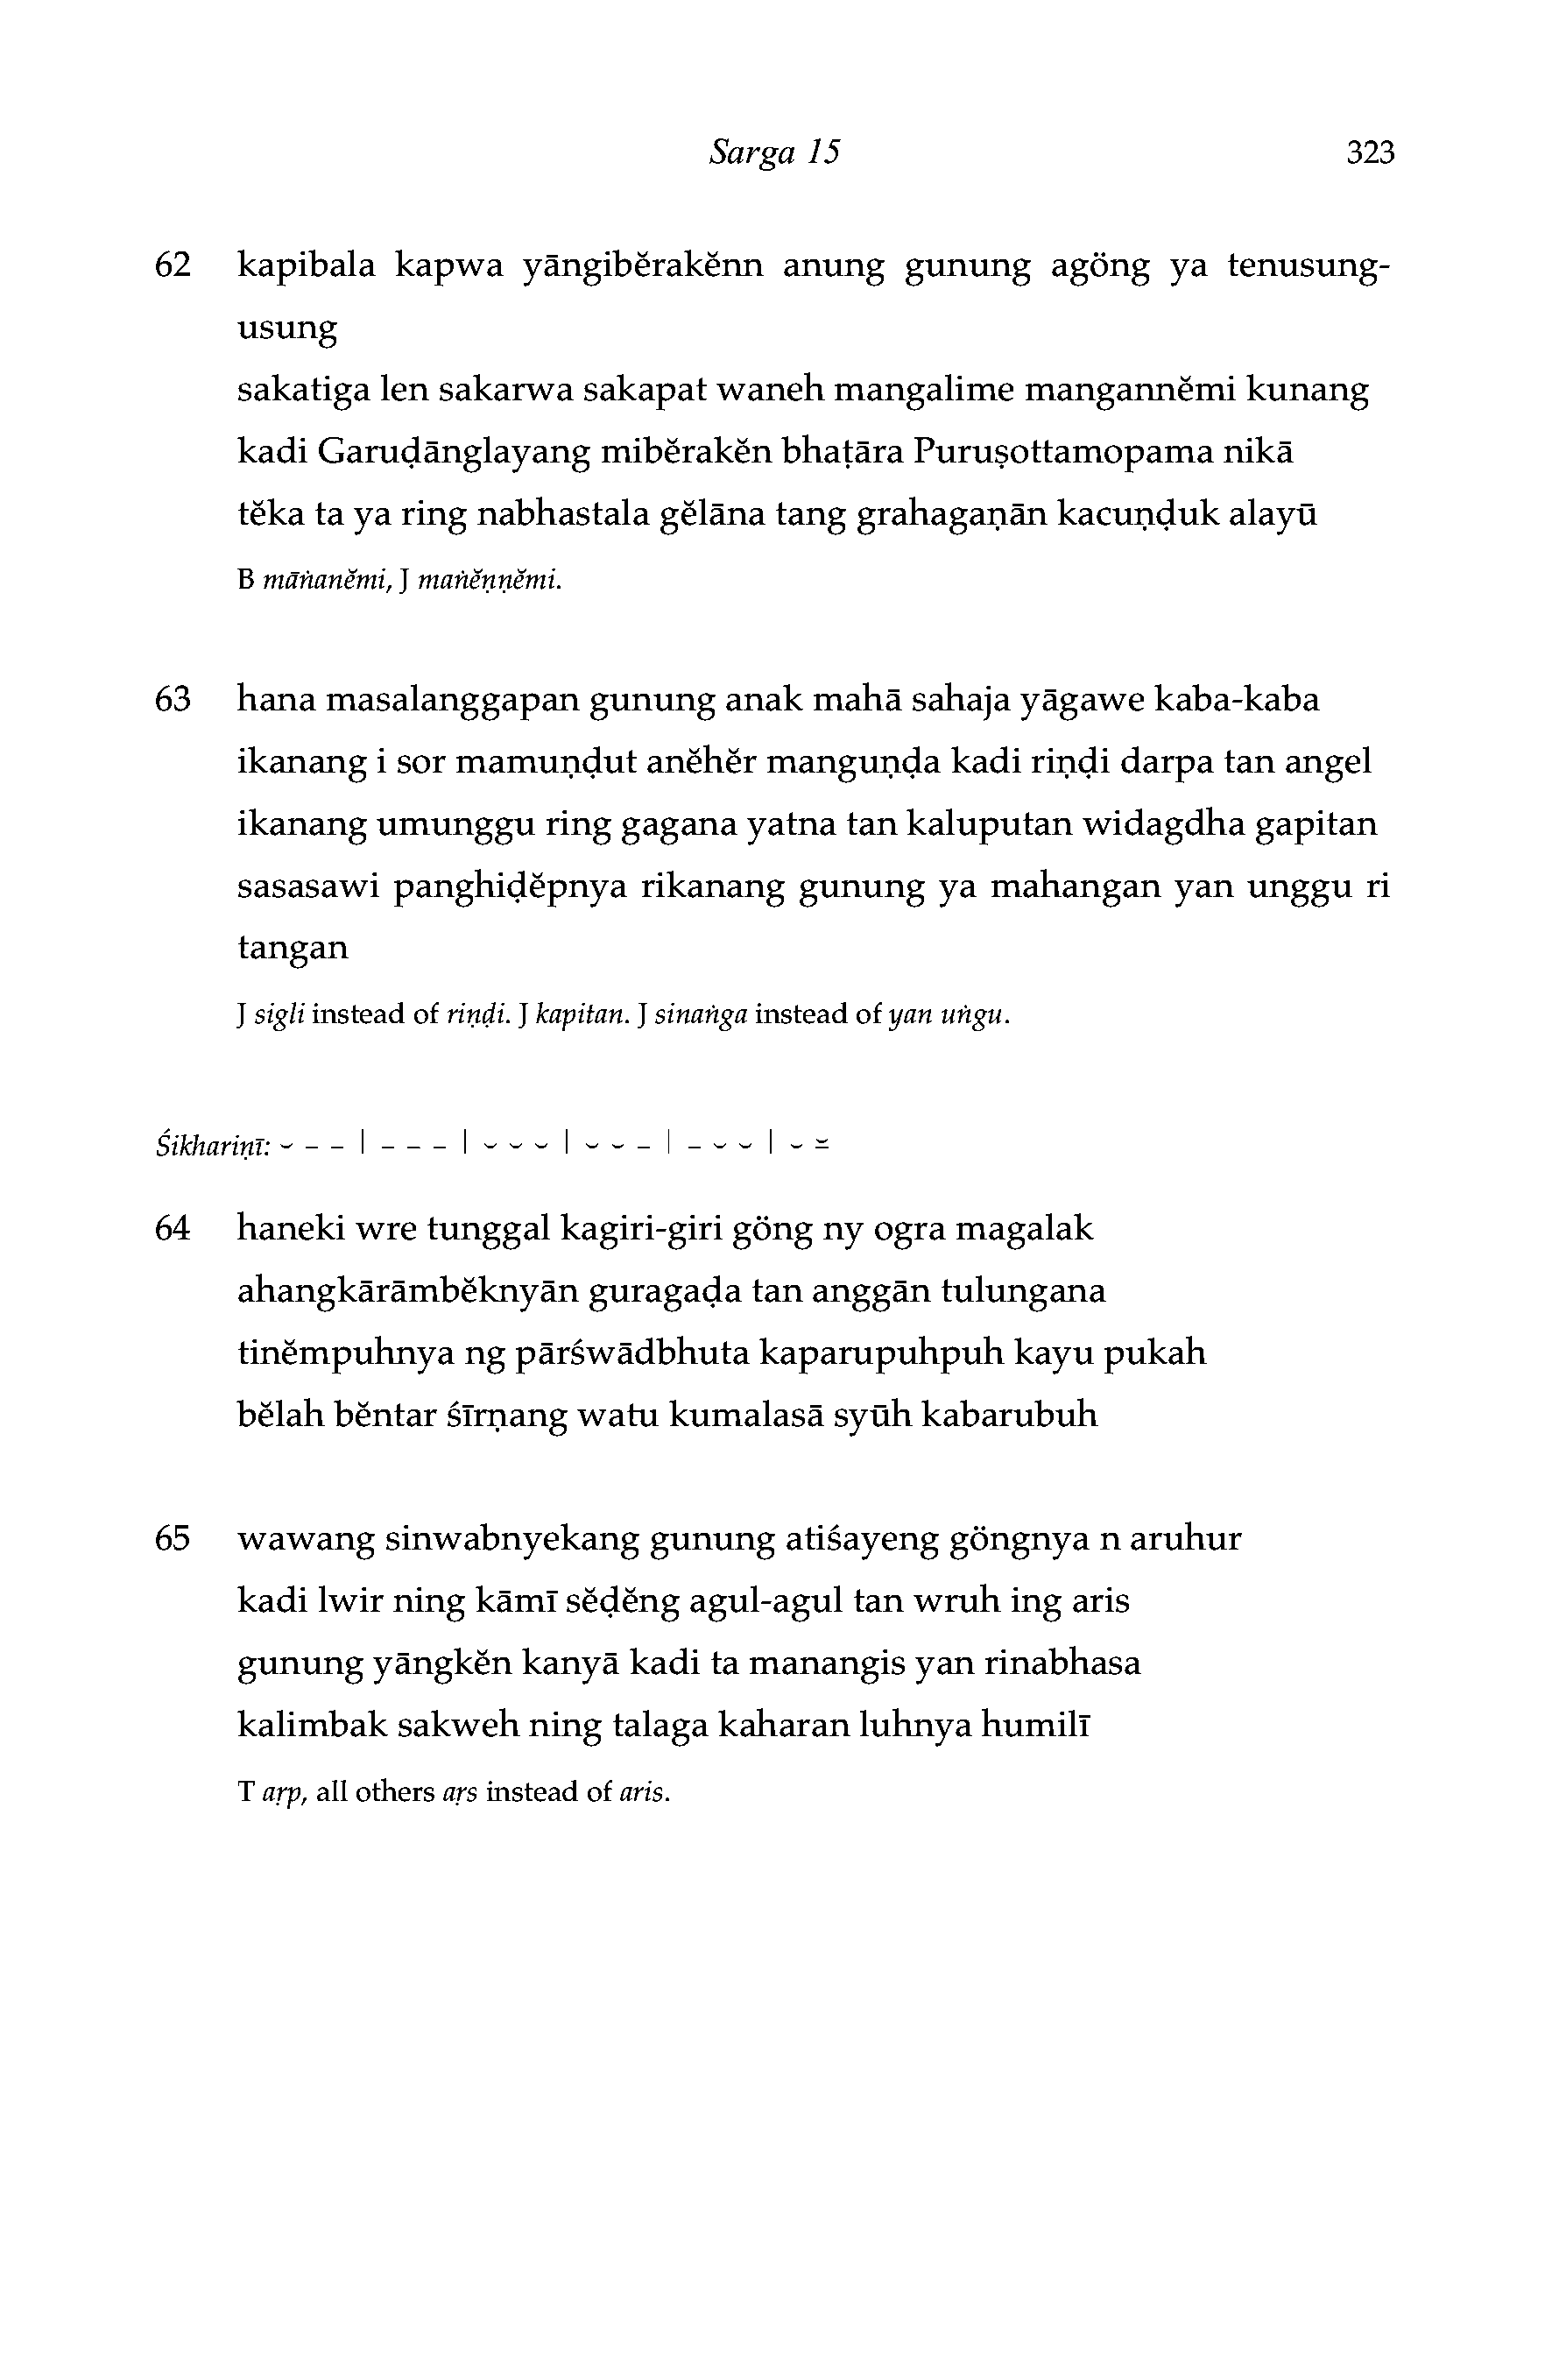 Sarga 15 323
62 kapibala kapwa yāngibĕrakĕnn anung gunung agöng ya tenusung-
usung
sakatiga len sakarwa sakapat waneh mangalime mangannĕmi kunang
kadi Garuḍānglayang mibĕrakĕn bhaṭāra Puruṣottamopama nikā
tĕka ta ya ring nabhastala gĕlāna tang grahagaṇān kacuṇḍuk alayū
B māṅanĕmi, J maṅĕṇṇĕmi.
63 hana masalanggapan gunung anak mahā sahaja yāgawe kaba-kaba
ikanang i sor mamuṇḍut anĕhĕr manguṇḍa kadi riṇḍi darpa tan angel
ikanang umunggu ring gagana yatna tan kaluputan widagdha gapitan
sasasawi panghiḍĕpnya rikanang gunung ya mahangan yan unggu ri
tangan
J sigli instead of riṇḍi. J kapitan. J sinaṅga instead of yan uṅgu.
Śikhariṇī: ⏑ – – | – – – | ⏑ ⏑ ⏑ | ⏑ ⏑ – | – ⏑ ⏑ | ⏑ ⏓
64 haneki wre tunggal kagiri-giri göng ny ogra magalak
ahangkārāmbĕknyān guragaḍa tan anggān tulungana
tinĕmpuhnya ng pārśwādbhuta kaparupuhpuh kayu pukah
bĕlah bĕntar śīrṇang watu kumalasā syūh kabarubuh
65 wawang sinwabnyekang gunung atiśayeng göngnya n aruhur
kadi lwir ning kāmī sĕḍĕng agul-agul tan wruh ing aris
gunung yāngkĕn kanyā kadi ta manangis yan rinabhasa
kalimbak sakweh ning talaga kaharan luhnya humilī
T aṛp, all others aṛs instead of aris.